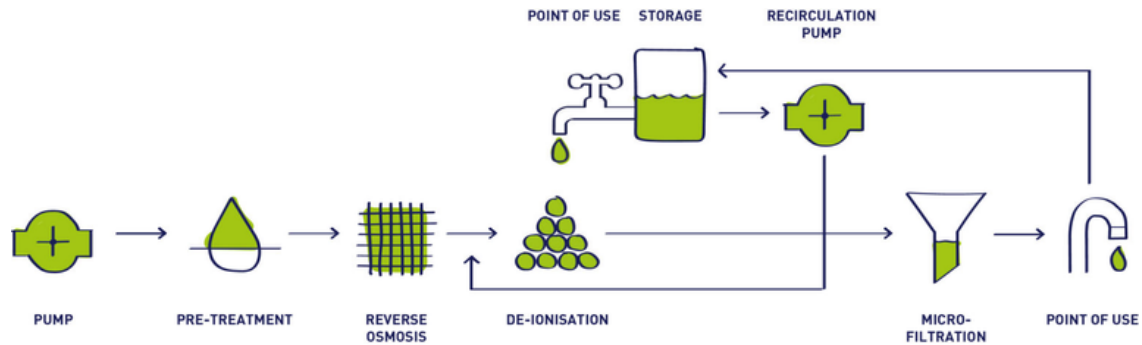 POINT OF USE
STORAGE
RECIRCULATION
PUMP
PUMP
PRE-TREATMENT
REVERSE
OSMOSIS
DE-IONISATION
MICRO-
FILTRATION
POINT OF USE